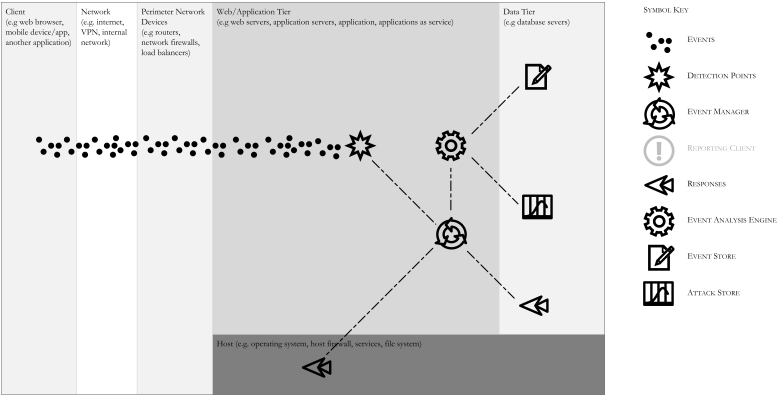 Client
(e.g web browser,
mobile device/app,
another application)
Network
(e.g. internet,
VPN, internal
network)
Perimeter Network
Devices
(e.g. routers,
network firewalls,
load balancers)
Web/Application Tier
(e.g. web servers, application servers, application, applications as service)
Data Tier
(e.g. database severs)
Host (e.g. operating system, host firewall, services, file system)
Symbol Key
Events
Detection Points
Event Manager
Reporting Client
Responses
Event Analysis Engine
Event Store
Attack Store